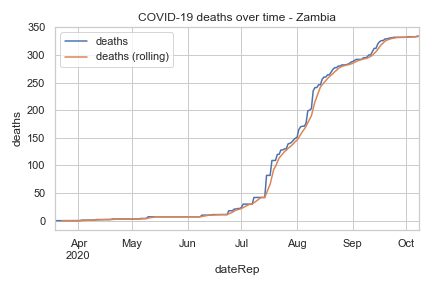 COVID-19 deaths over time - Zambia
deaths
deaths (rolling)
deaths
350
300
250
200
150
100
50
0
Apr
2020
May
Jun
Jul
Aug
Sep
Oct
dateRep